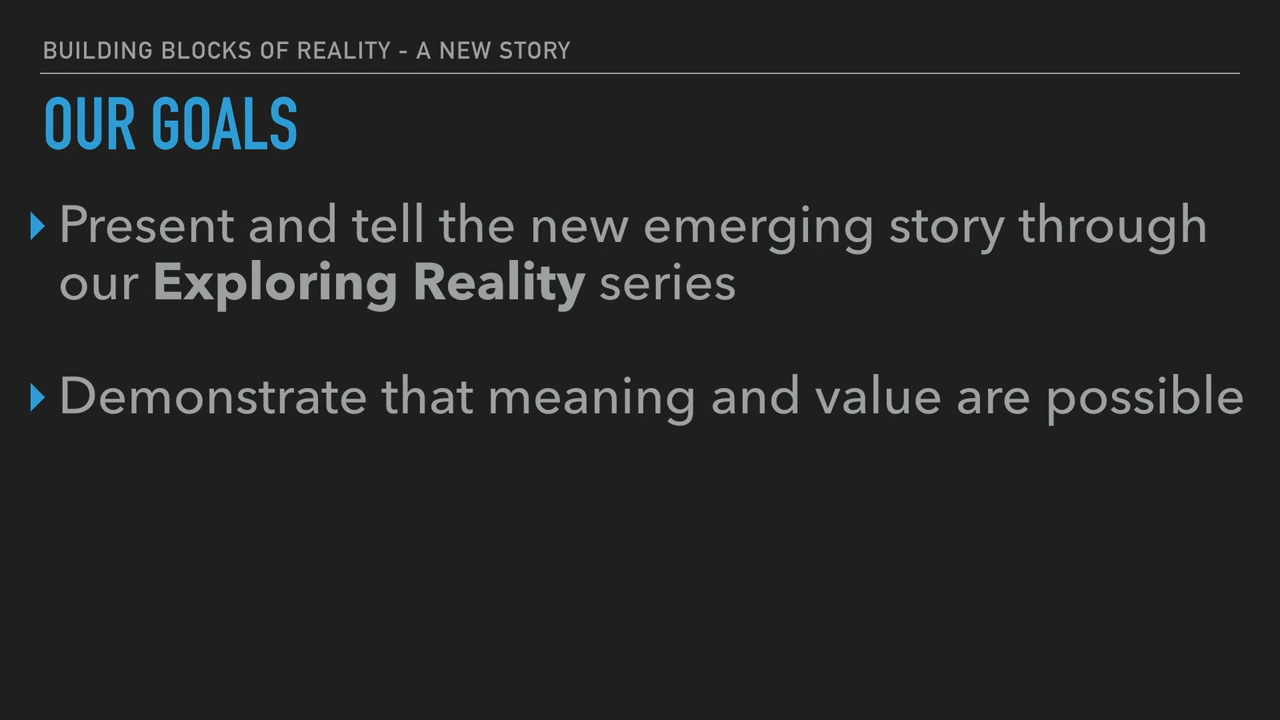 BUILDING BLOCKS OF REALITY - A NEW STORY
OUR GOALS
Present and tell the new emerging story through
our Exploring Reality series
Demonstrate that meaning and value are possible